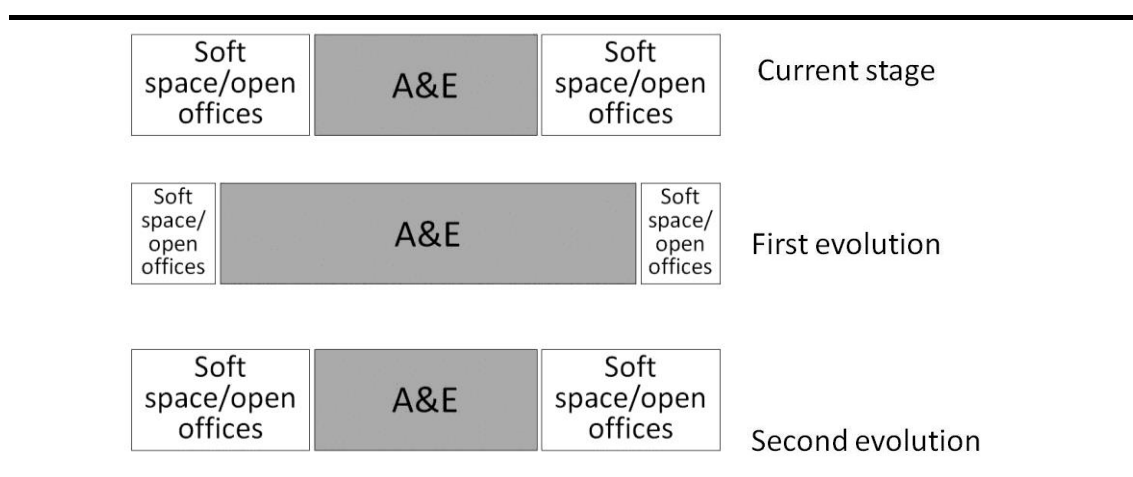 Soft
space/open
offices
A&E
Soft
space/open
offices
Current stage
Soft
space/
open
offices
A&E
Soft
space/
open
offices
First evolution
Soft
space/open
offices
A&E
Soft
space/open
offices
Second evolution